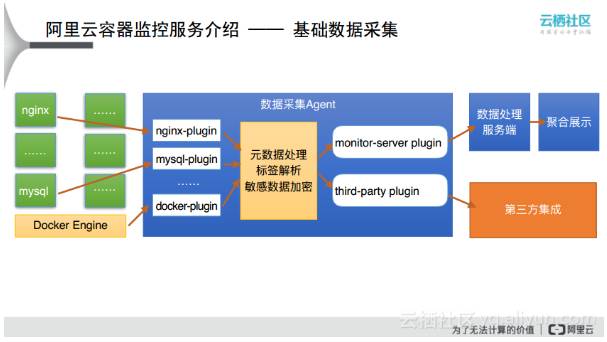 阿里云容器监控服务介绍 —— 基础数据采集
云栖社区
nginx
……
……
……
mysql
……
Docker Engine
数据采集Agent
nginx-plugin
mysql-plugin
……
docker-plugin
元数据处理
标签解析
敏感数据加密
monitor-server plugin
third-party plugin
数据处理
服务端
聚合展示
第三方集成
云栖社区 yq.aliyun.com
为了无法计算的价值 | 阿里云